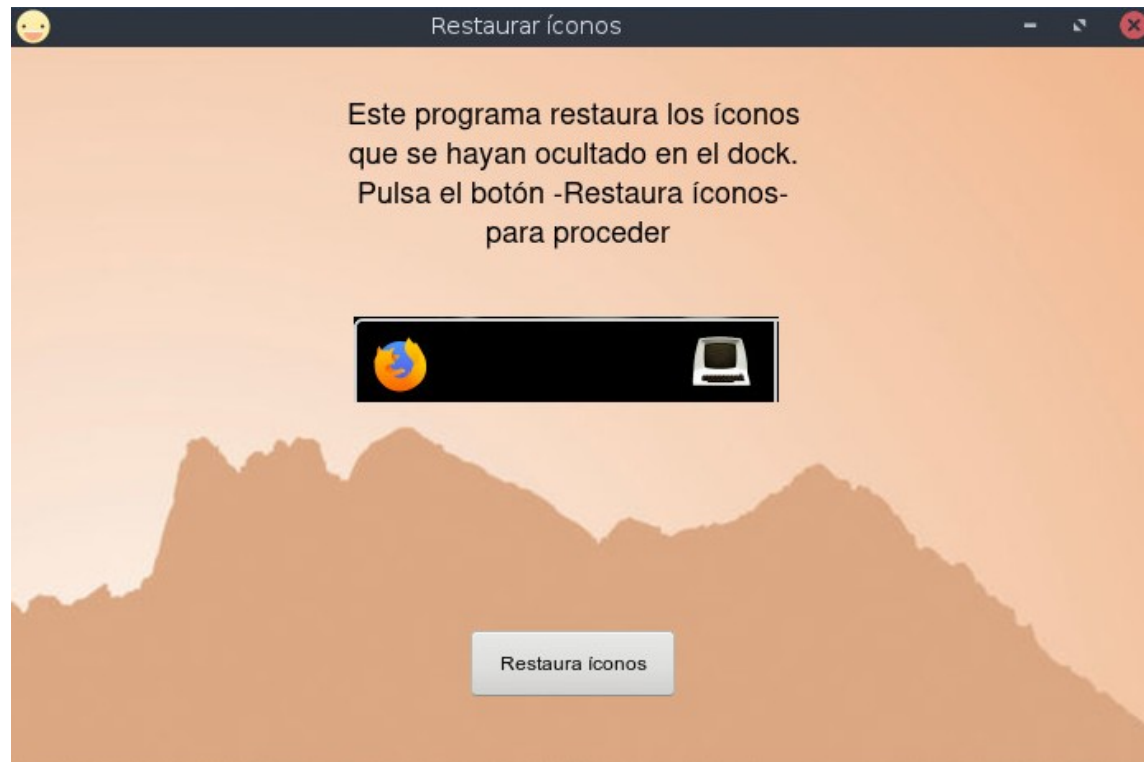 Restaurar íconos
Este programa restaura los íconos
que se hayan ocultado en el dock.
Pulsa el botón -Restaura íconos-
para proceder
Restaura íconos